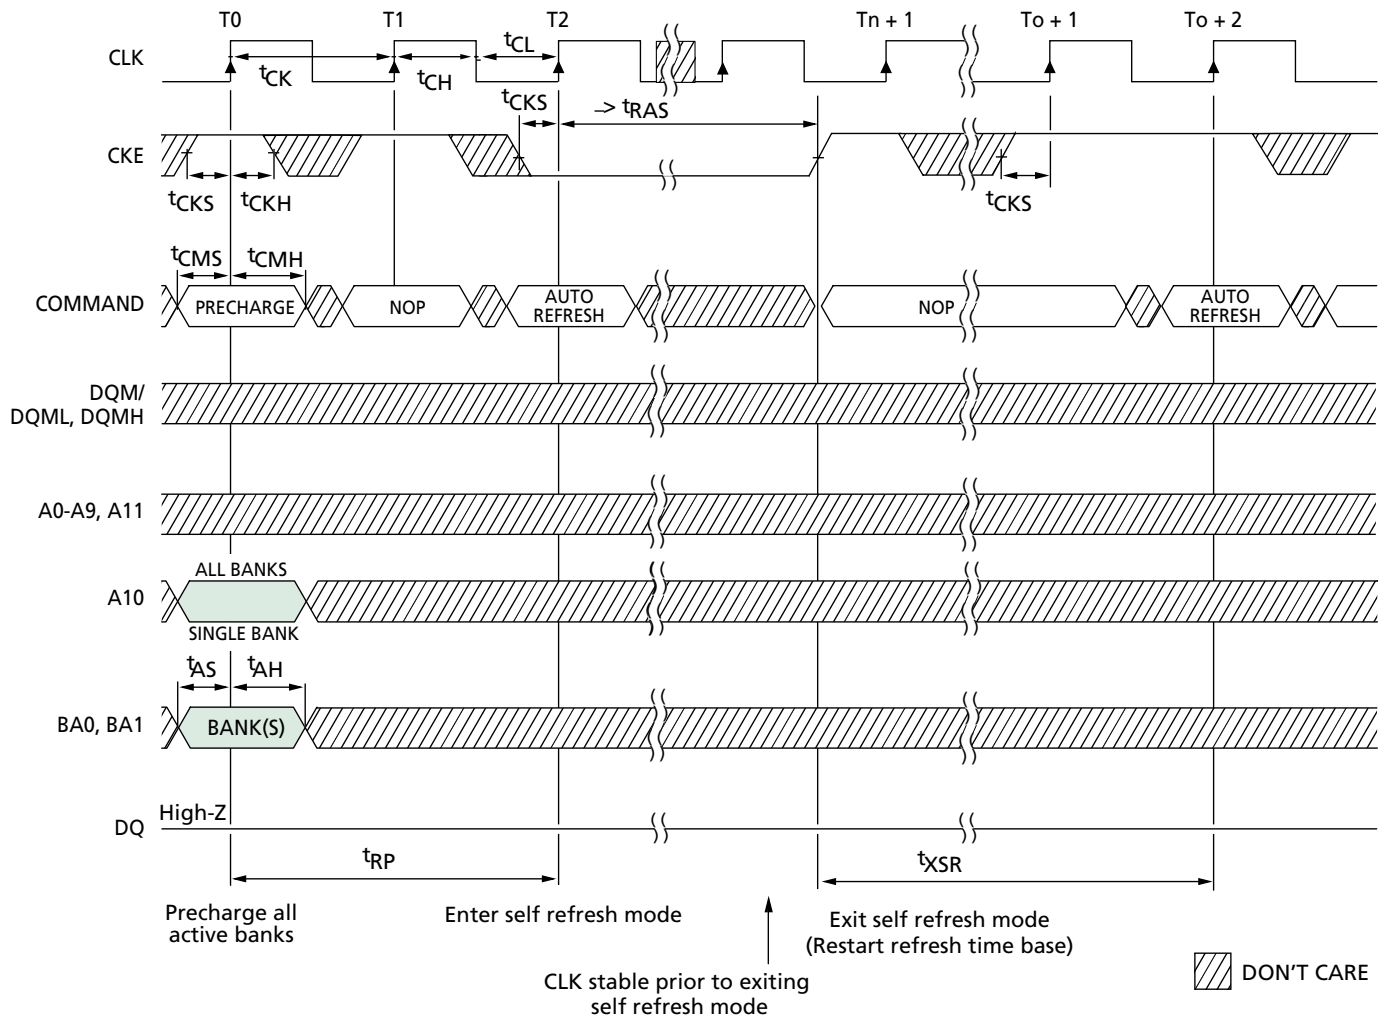 T0 T1 T2 Tn + 1 To + 1 To + 2
CLK
tCK tCH tCL
tCKS –> tRAS
CKE
tCKS tCKH tCKS
tCMS tCMH
COMMAND PRECHARGE NOP AUTO REFRESH NOP AUTO REFRESH
DQM/
DQML, DQMH
A0-A9, A11
ALL BANKS
A10
SINGLE BANK
tAS tAH
BA0, BA1 BANK(S)
High-Z
DQ
tRP tXSR
Precharge all
active banks
Enter self refresh mode
Exit self refresh mode
(Restart refresh time base)
CLK stable prior to exiting
self refresh mode
DON'T CARE